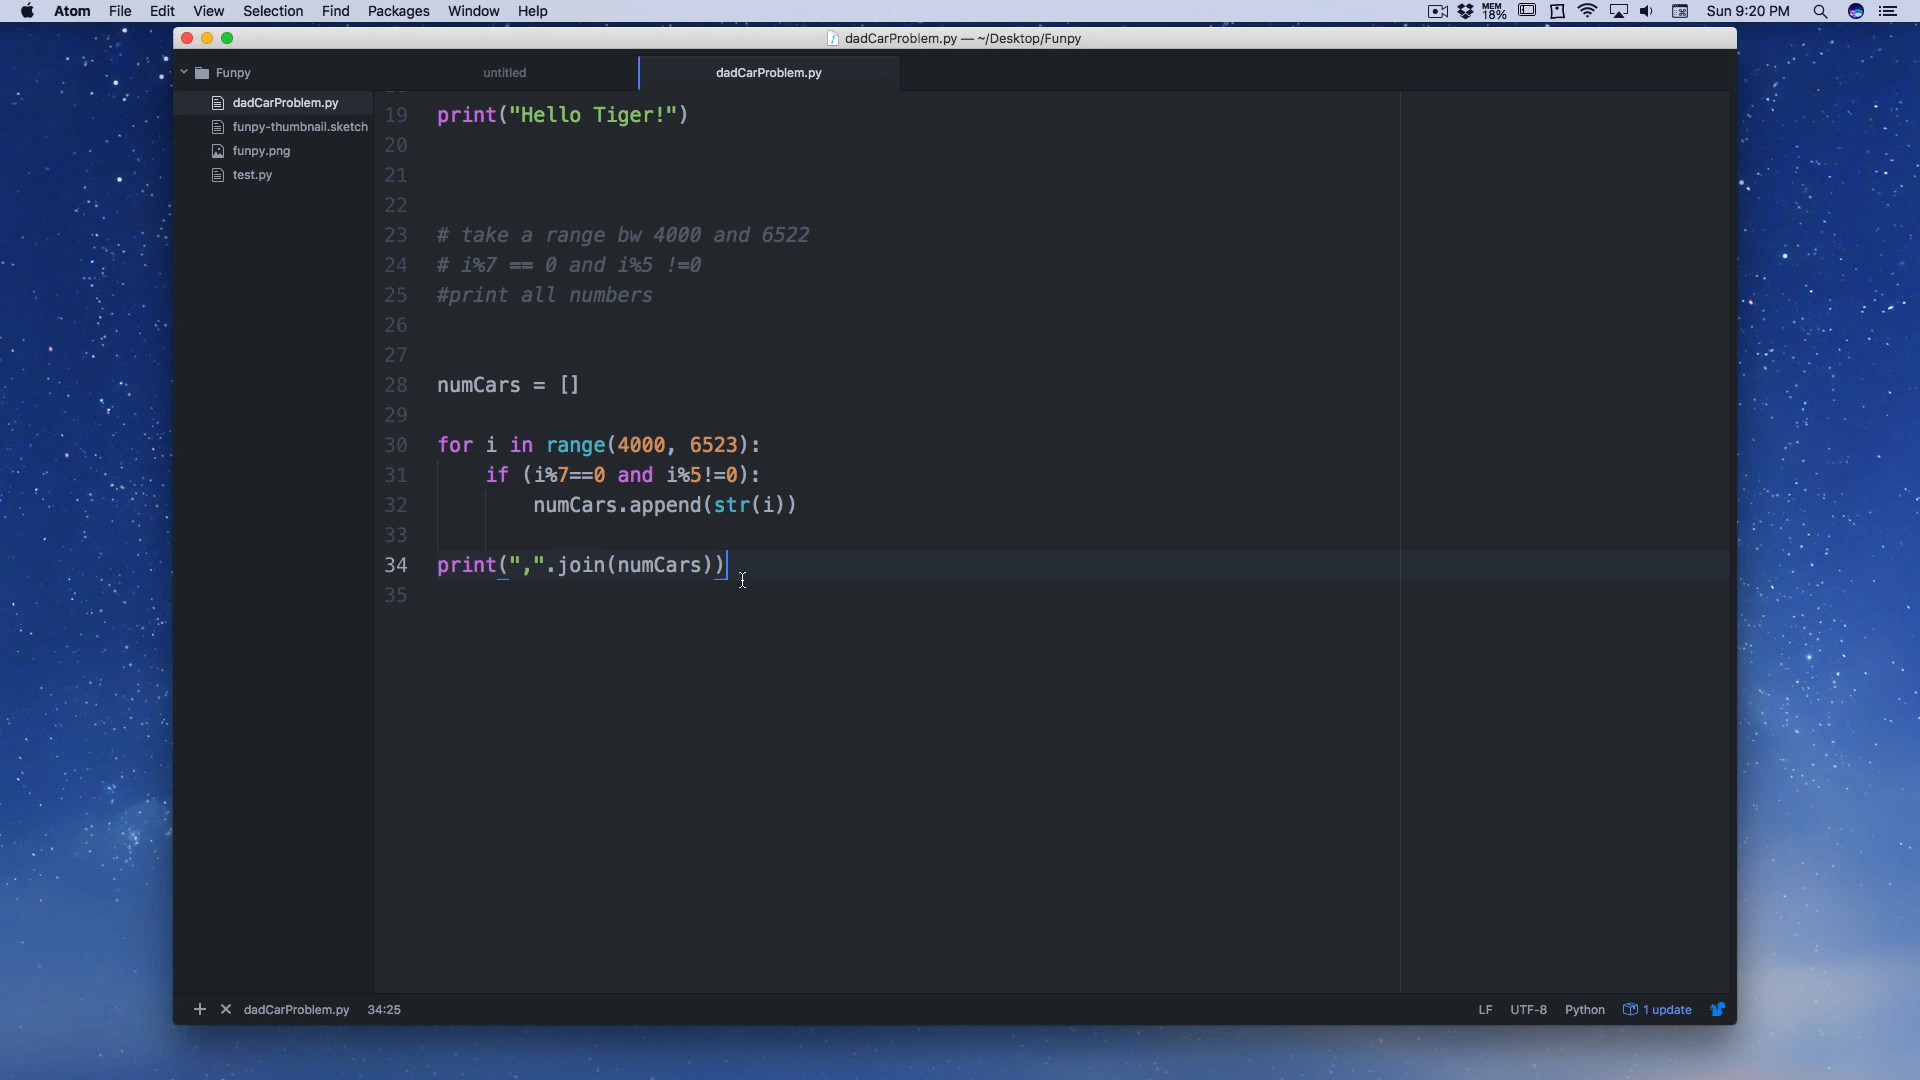 Atom File Edit View Selection Find Packages Window Help MEM 18% Sun 9:20 PM
dadCarProblem.py — ~/Desktop/Funpy
Funpy
untitled
dadCarProblem.py
dadCarProblem.py
funpy-thumbnail.sketch
funpy.png
test.py
19 print("Hello Tiger!")
20
21
22
23 # take a range bw 4000 and 6522
24 # i%7 == 0 and i%5 !=0
25 #print all numbers
26
27
28 numCars = []
29
30 for i in range(4000, 6523):
31 if (i%7==0 and i%5!=0):
32 numCars.append(str(i))
33
34 print(",".join(numCars))
35
dadCarProblem.py 34:25 LF UTF-8 Python 1 update